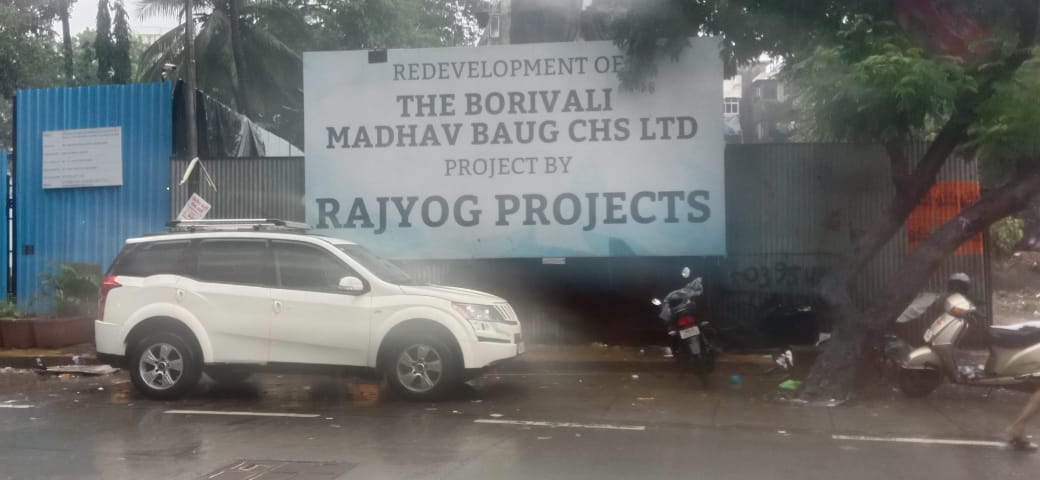 REDEVELOPMENT OF
THE BORIVALI
MADHAV BAUG CHS LTD
PROJECT BY
RAJYOG PROJECTS